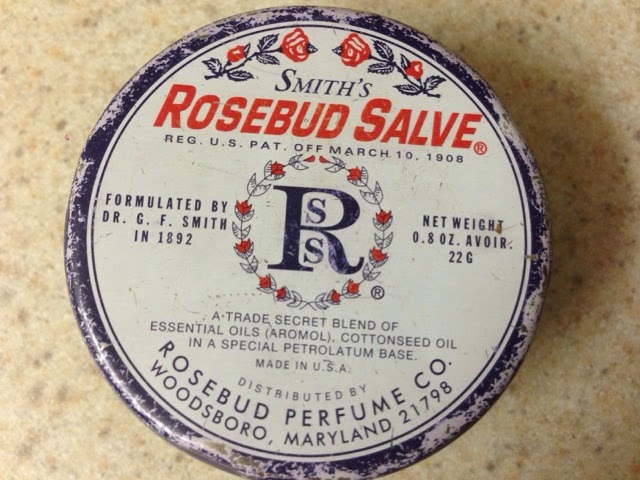 SMITH'S
ROSEBUD SALVE®
REG. U.S. PAT. OFF MARCH 10, 1908
FORMULATED BY
DR. G. F. SMITH
IN 1892
RSS®
NET WEIGHT
0.8 OZ. AVOIR.
22G
A TRADE SECRET BLEND OF
ESSENTIAL OILS (AROMOL), COTTONSEED OIL
IN A SPECIAL PETROLATUM BASE.
MADE IN U.S.A.
DISTRIBUTED BY
ROSEBUD PERFUME CO.
WOODSBORO, MARYLAND 21798